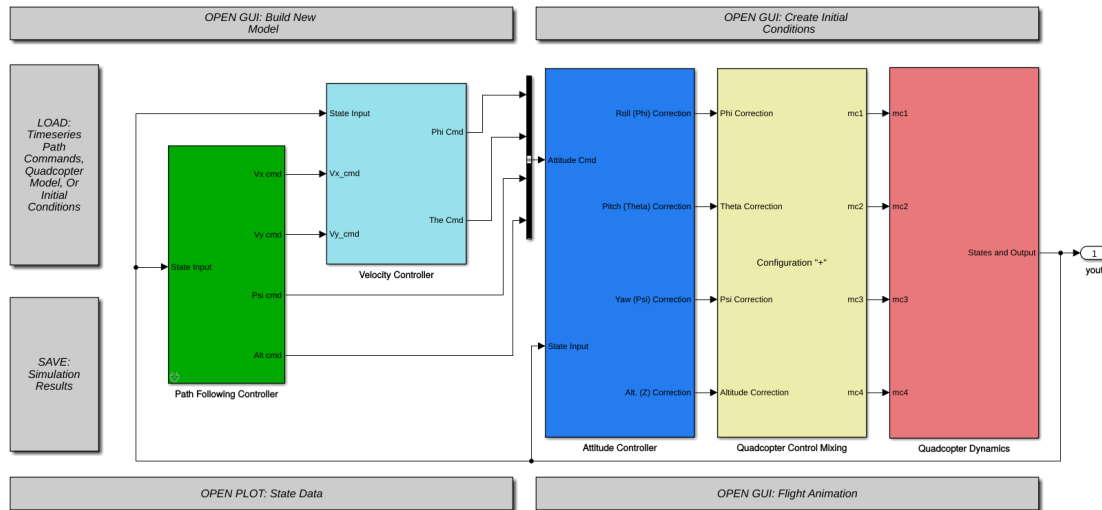 OPEN GUI: Build New
Model
OPEN GUI: Create Initial
Conditions
LOAD:
Timeseries
Path
Commands,
Quadcopter
Model, Or
Initial
Conditions
SAVE:
Simulation
Results
State Input
Vx cmd
Vy cmd
Psi cmd
Alt cmd
Path Following Controller
State Input
Vx_cmd
Vy_cmd
Phi Cmd
The Cmd
Velocity Controller
Attitude Cmd
State Input
Roll (Phi) Correction
Pitch (Theta) Correction
Yaw (Psi) Correction
Alt. (Z) Correction
Attitude Controller
Phi Correction
Theta Correction
Configuration "+"
Psi Correction
Altitude Correction
mc1
mc2
mc3
mc4
Quadcopter Control Mixing
mc1
mc2
mc3
mc4
States and Output
Quadcopter Dynamics
1
yout
OPEN PLOT: State Data
OPEN GUI: Flight Animation